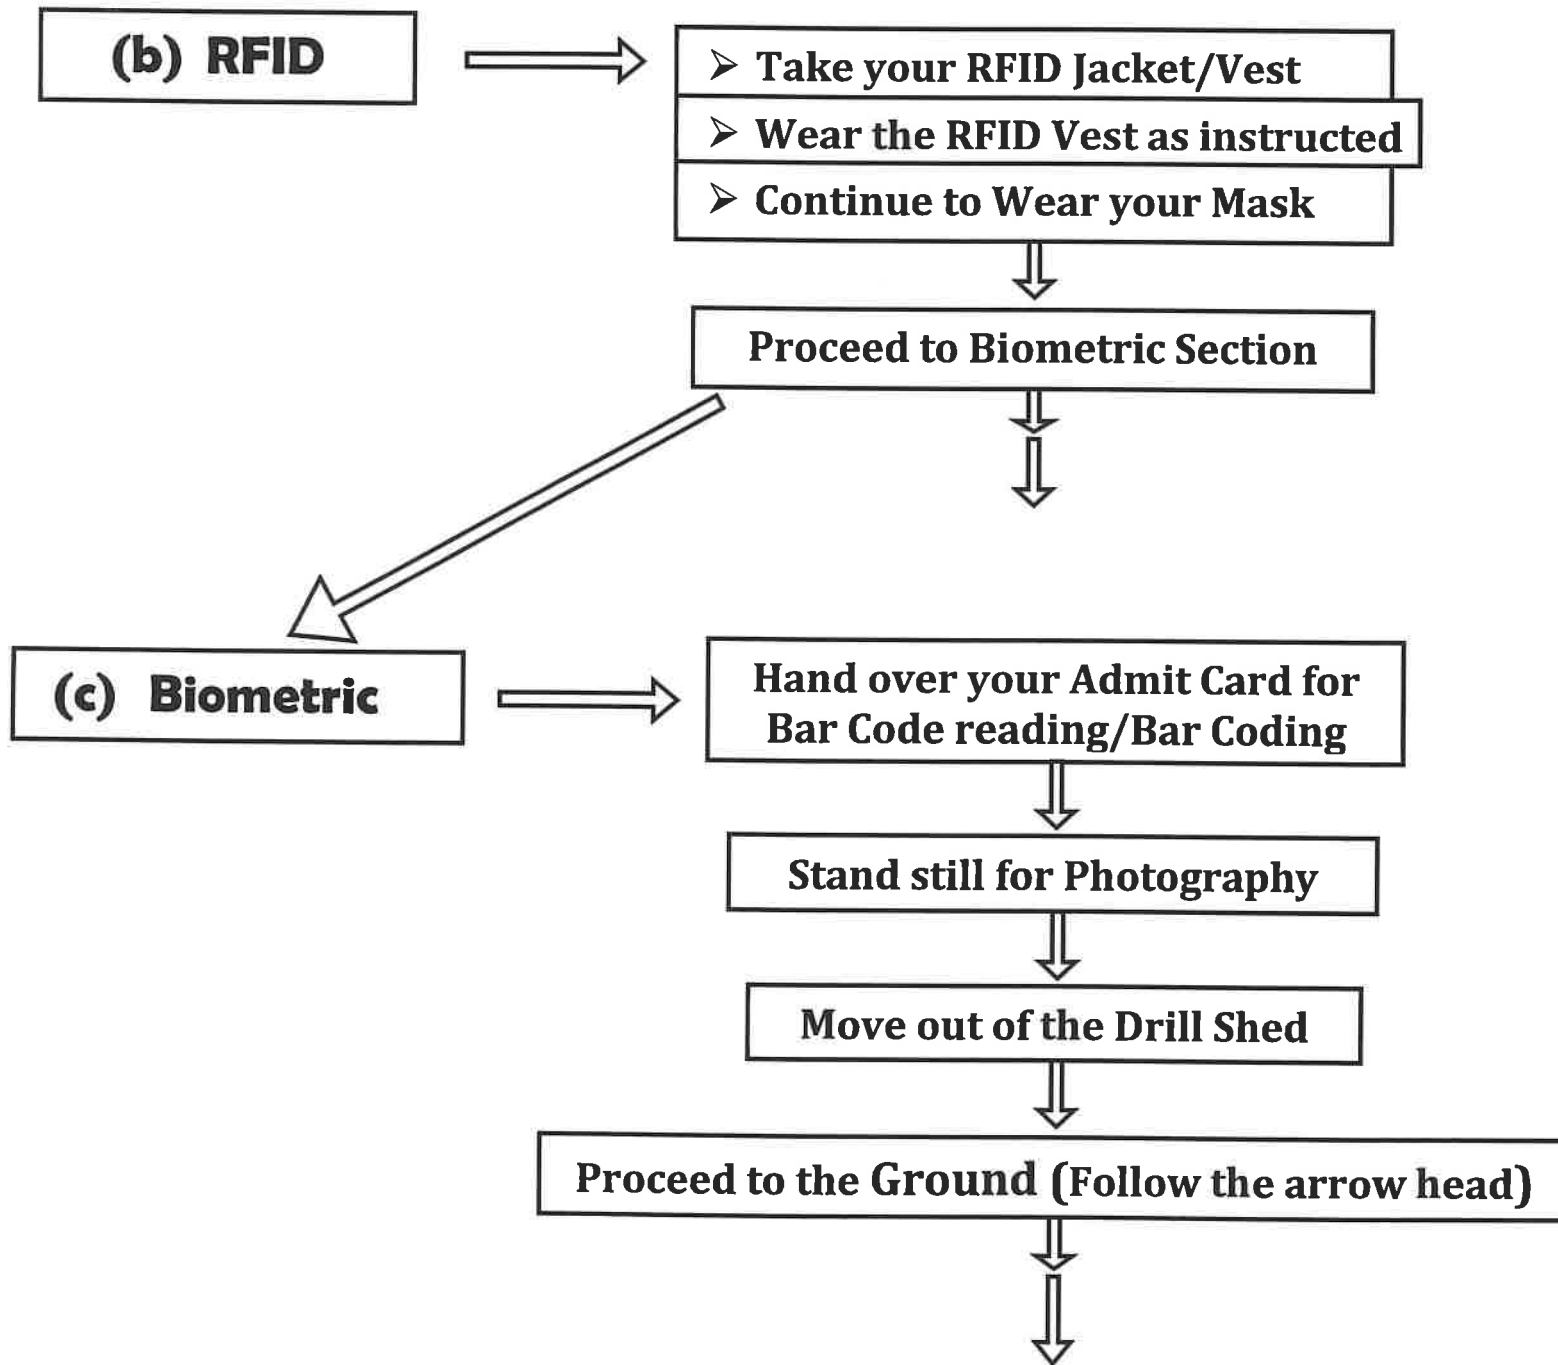 (b) RFID
➢ Take your RFID Jacket/Vest
➢ Wear the RFID Vest as instructed
➢ Continue to Wear your Mask
Proceed to Biometric Section
(c) Biometric
Hand over your Admit Card for
Bar Code reading/Bar Coding
Stand still for Photography
Move out of the Drill Shed
Proceed to the Ground (Follow the arrow head)